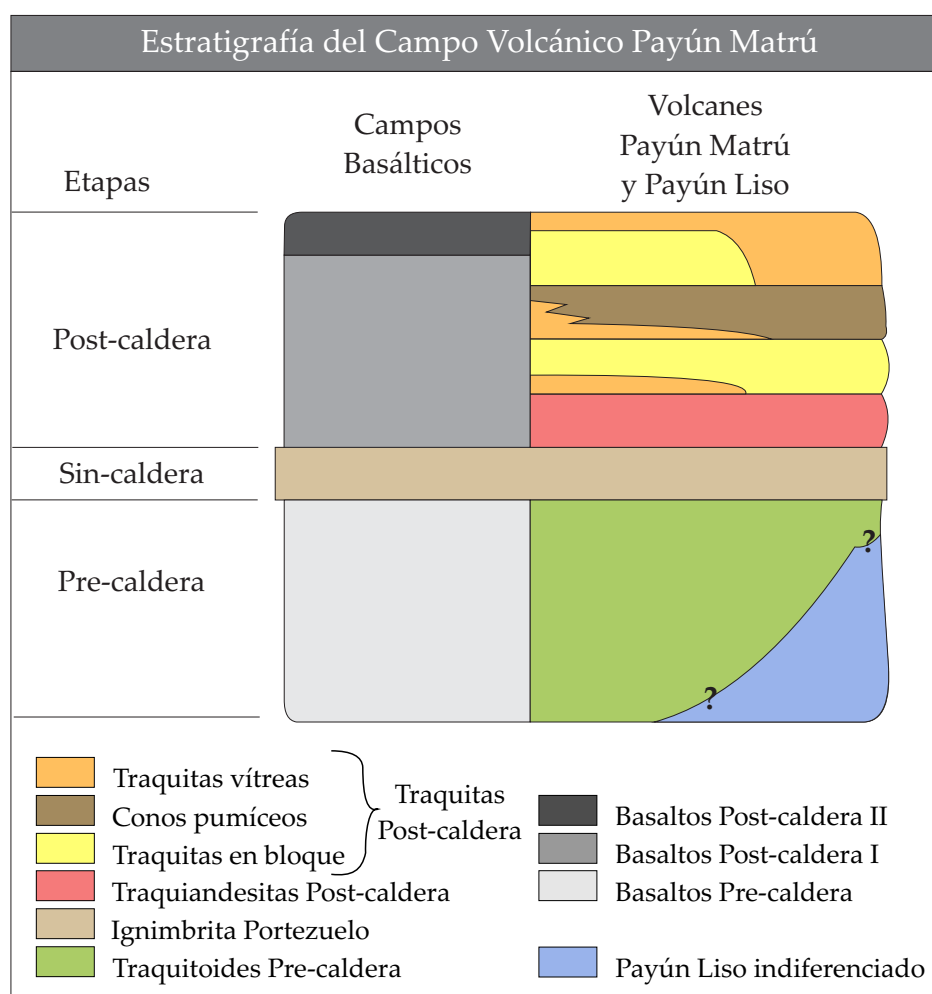 Estratigrafía del Campo Volcánico Payún Matrú
Etapas
Campos
Basálticos
Volcanes
Payún Matrú
y Payún Liso
Post-caldera
Sin-caldera
Pre-caldera
?
?
Traquitas vítreas
Conos pumíceos
Traquitas en bloque
Traquitas
Post-caldera
Traquiandesitas Post-caldera
Ignimbrita Portezuelo
Traquitoides Pre-caldera
Basaltos Post-caldera II
Basaltos Post-caldera I
Basaltos Pre-caldera
Payún Liso indiferenciado